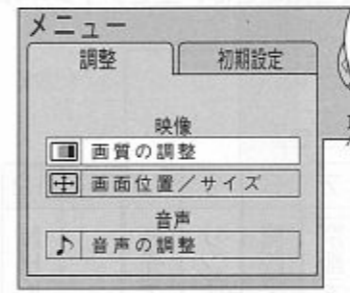 メニュー
調整 初期設定
映像
画質の調整
画面位置／サイズ
音声
音声の調整